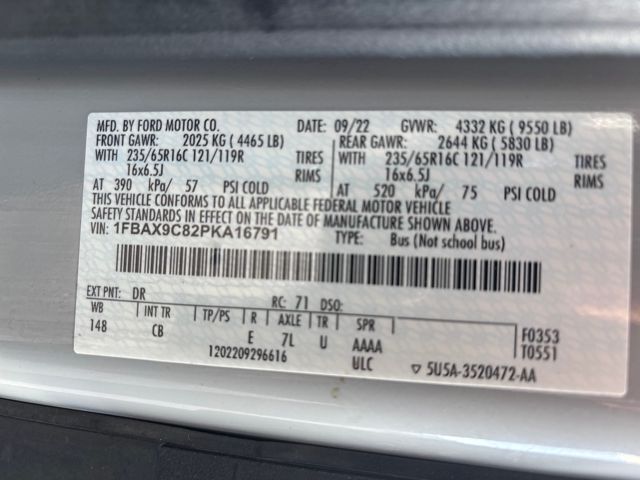 MFD. BY FORD MOTOR CO. DATE: 09/22 GVWR: 4332 KG ( 9550 LB)
FRONT GAWR: 2025 KG ( 4465 LB) REAR GAWR: 2644 KG ( 5830 LB)
WITH 235/65R16C 121/119R TIRES WITH 235/65R16C 121/119R TIRES
16x6.5J RIMS 16x6.5J RIMS
AT 390 kPa/ 57 PSI COLD AT 520 kPa/ 75 PSI COLD
THIS VEHICLE CONFORMS TO ALL APPLICABLE FEDERAL MOTOR VEHICLE
SAFETY STANDARDS IN EFFECT ON THE DATE OF MANUFACTURE SHOWN ABOVE.
VIN: 1FBAX9C82PKA16791 TYPE: Bus (Not school bus)
EXT PNT: DR RC: 71 DSO:
WB INT TR TP/PS R AXLE TR SPR F0353
148 CB E 7L U AAAA T0551
1202209296616 ULC ▽ 5U5A-3520472-AA